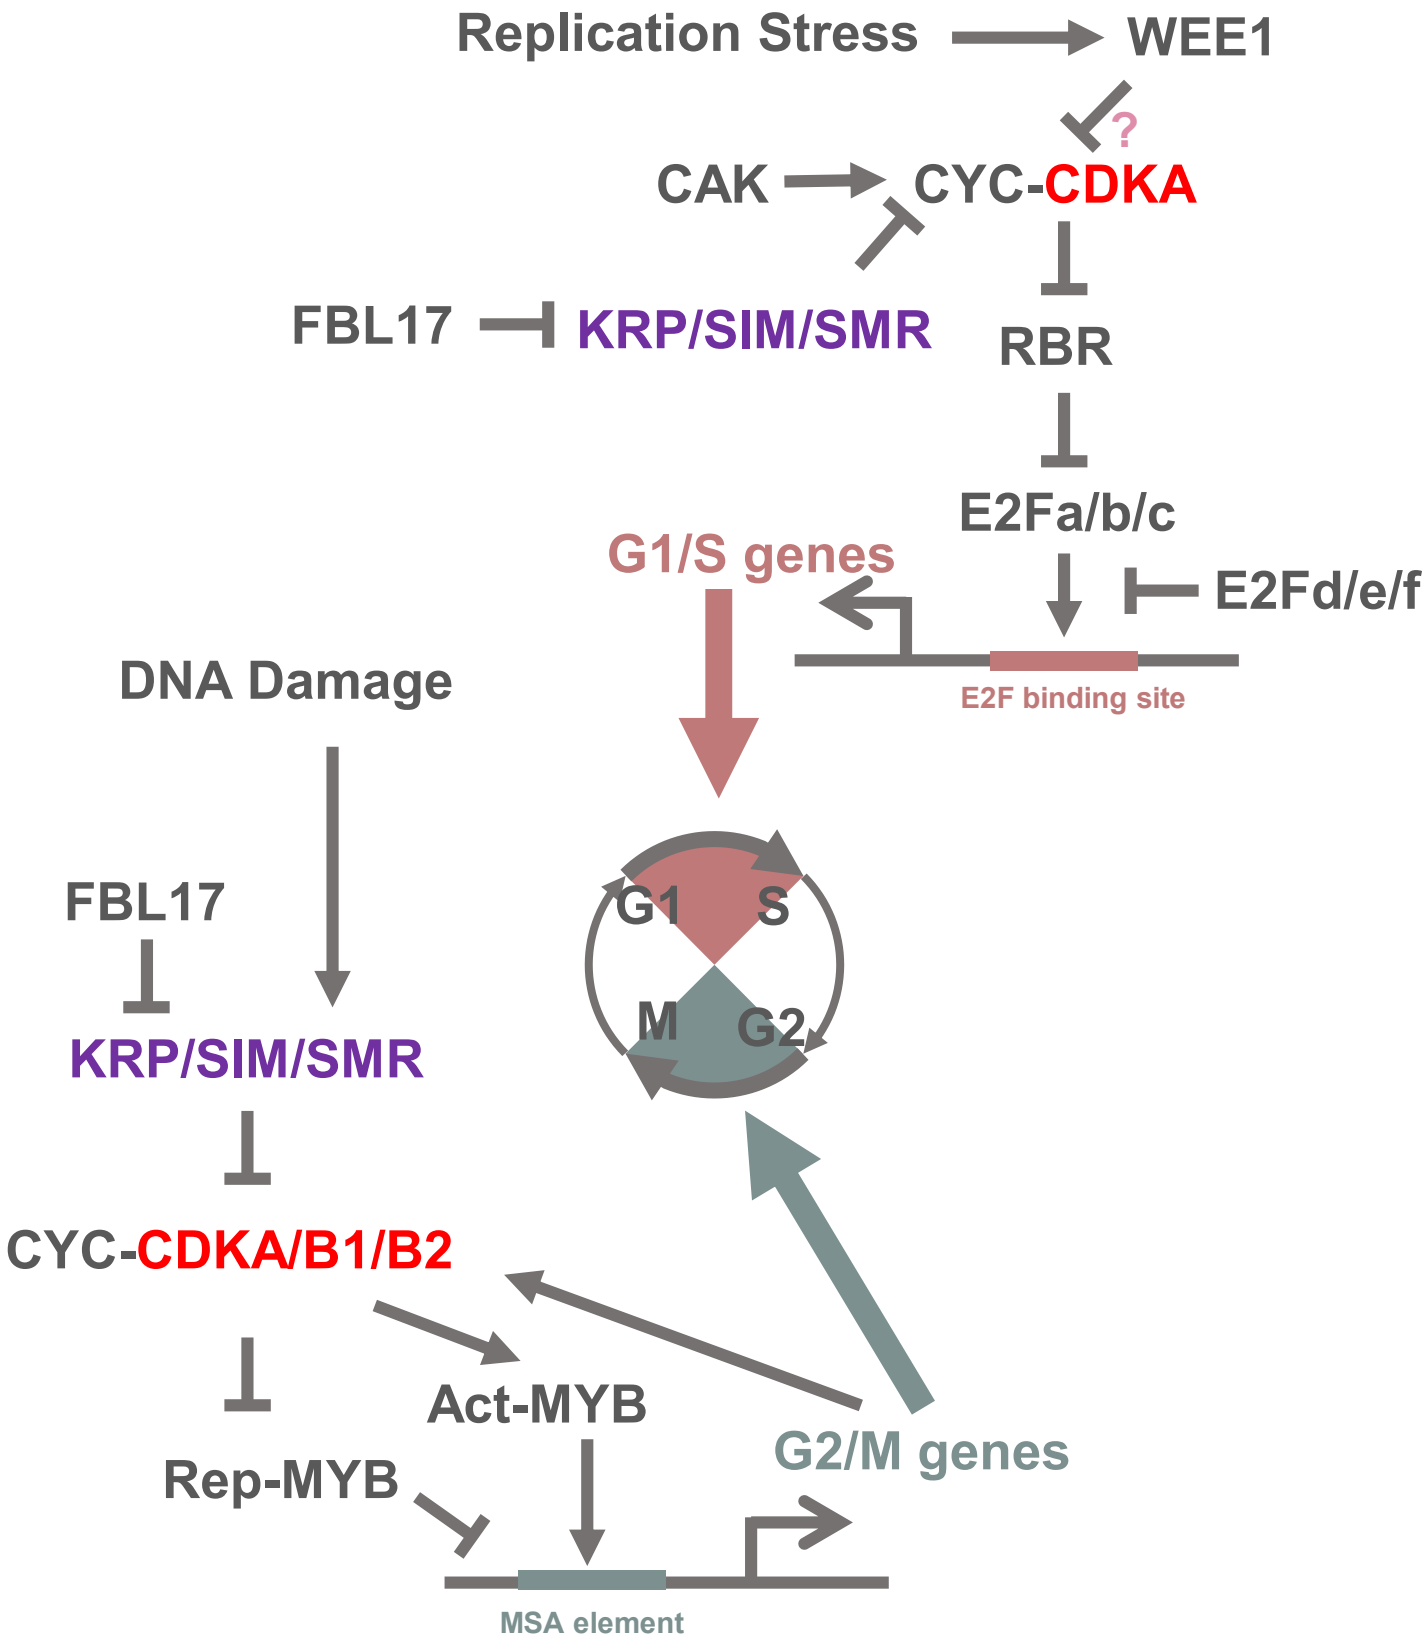 Replication Stress
WEE1
?
CAK
CYC-CDKA
FBL17
KRP/SIM/SMR
RBR
E2Fa/b/c
G1/S genes
E2Fd/e/f
E2F binding site
DNA Damage
FBL17
G1
S
M
G2
KRP/SIM/SMR
CYC-CDKA/B1/B2
Act-MYB
G2/M genes
Rep-MYB
MSA element